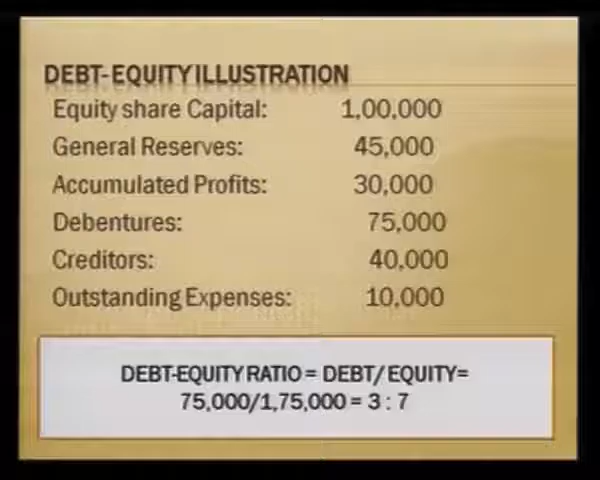 DEBT-EQUITY ILLUSTRATION
Equity share Capital: 1,00,000
General Reserves: 45,000
Accumulated Profits: 30,000
Debentures: 75,000
Creditors: 40,000
Outstanding Expenses: 10,000
DEBT-EQUITY RATIO = DEBT/ EQUITY=
75,000/1,75,000 = 3 : 7